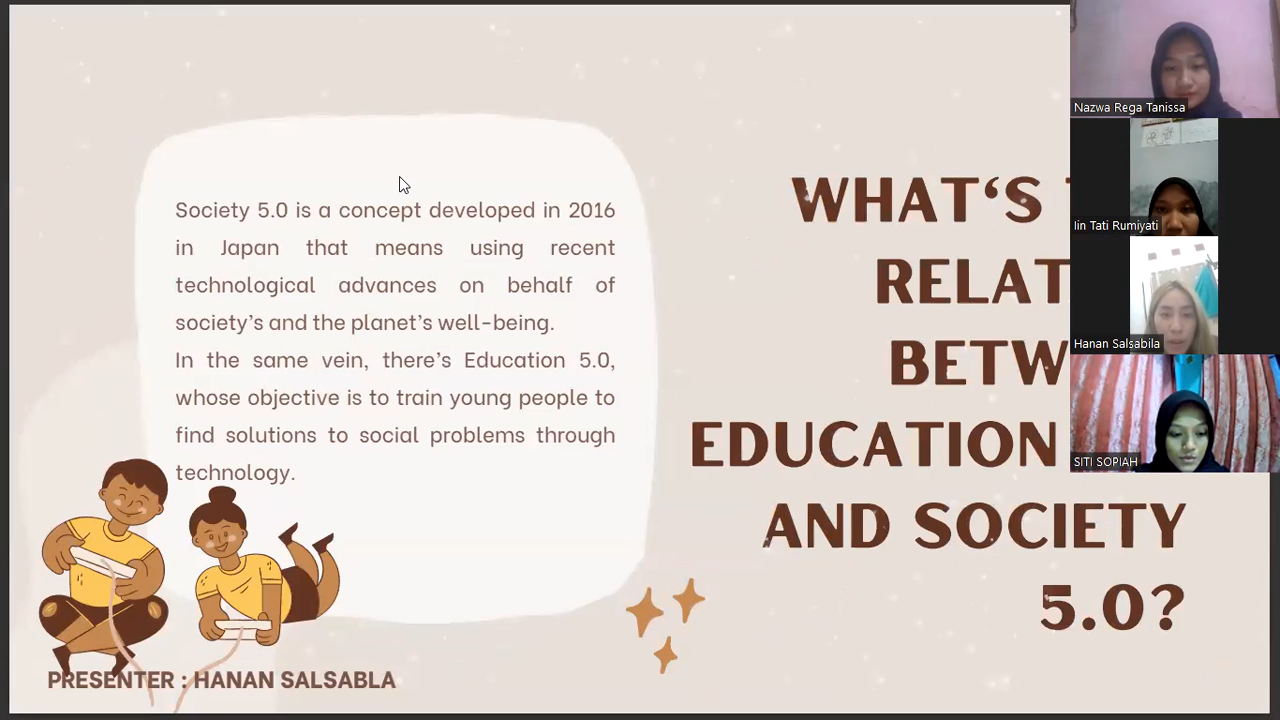 Society 5.0 is a concept developed in 2016
in Japan that means using recent
technological advances on behalf of
society's and the planet's well-being.
In the same vein, there's Education 5.0,
whose objective is to train young people to
find solutions to social problems through
technology.
PRESENTER : HANAN SALSABLA
WHAT‘S
RELAT
BETW
EDUCATION
AND SOCIETY
5.0?
Nazwa Rega Tanissa
Iin Tati Rumiyati
Hanan Salsabila
SITI SOPIAH